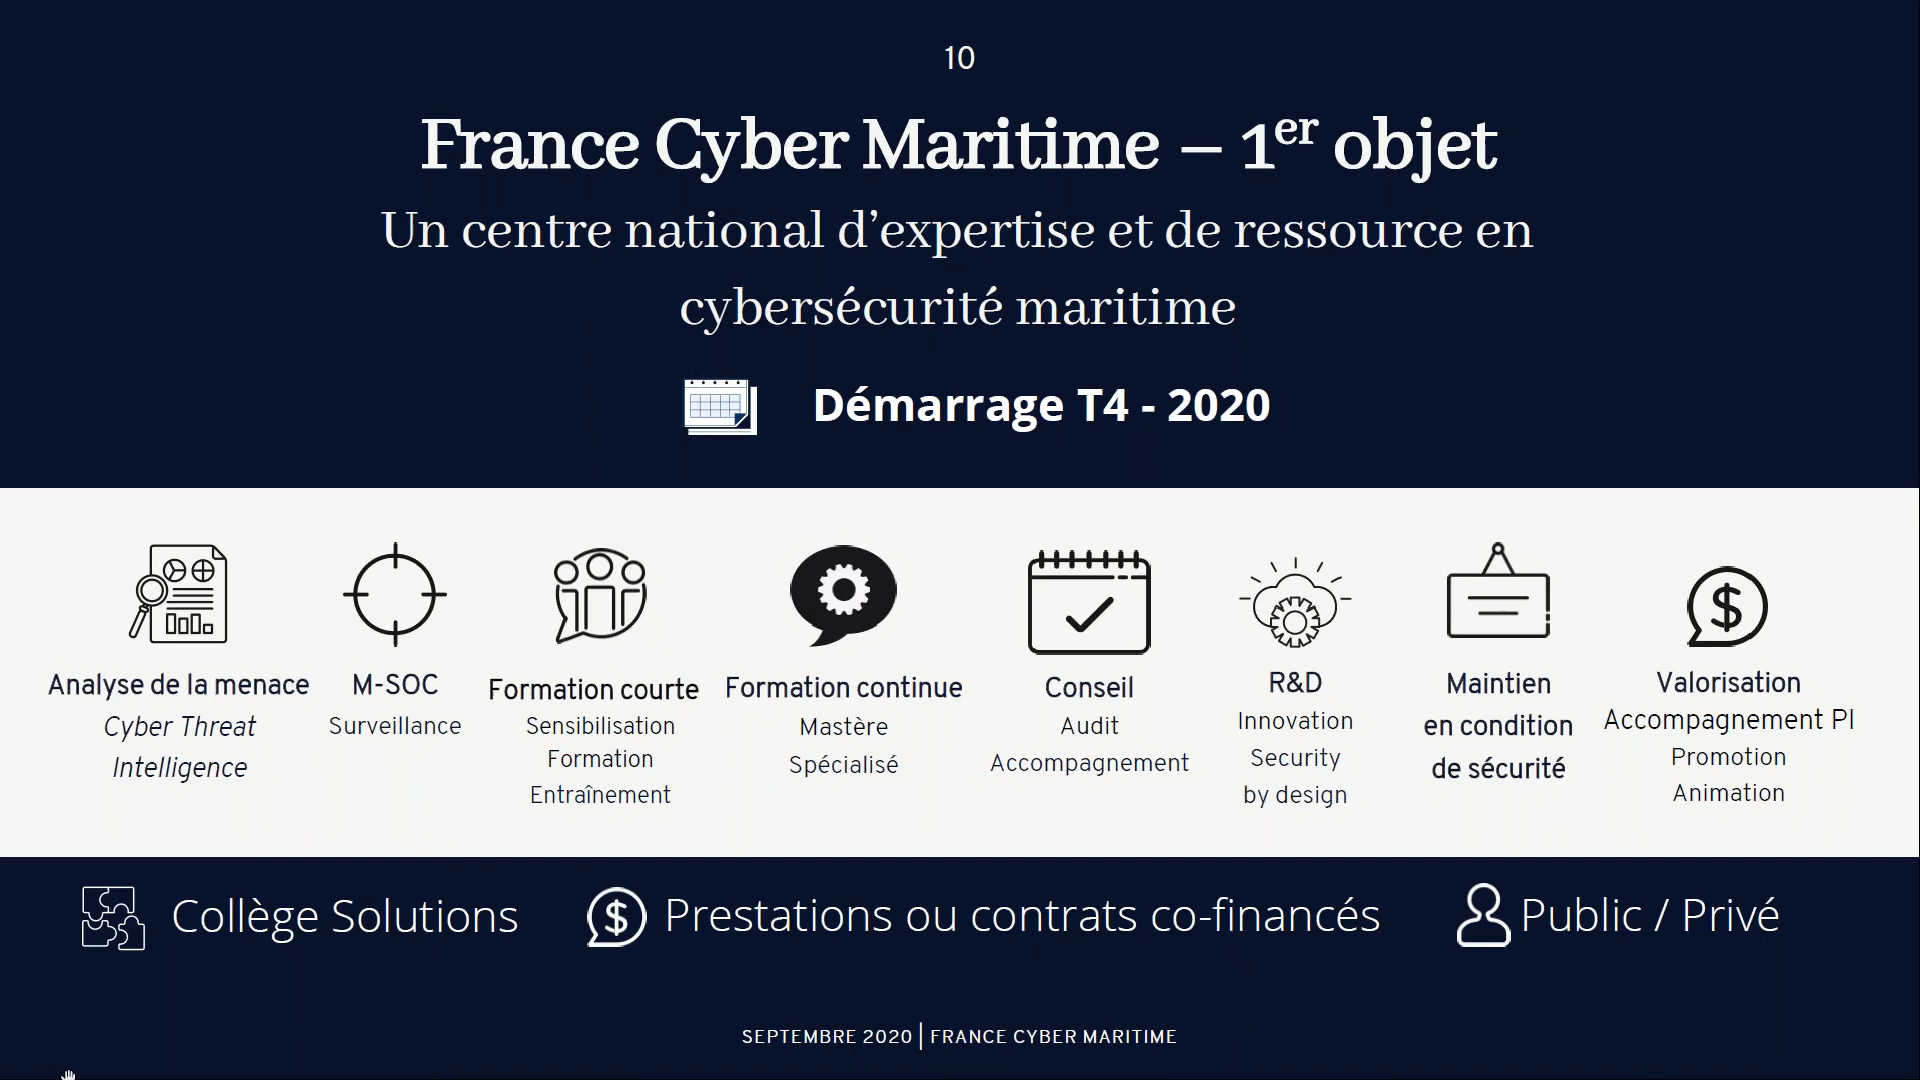 10
France Cyber Maritime – 1er objet
Un centre national d’expertise et de ressource en
cybersécurité maritime
Démarrage T4 - 2020
Analyse de la menace
Cyber Threat
Intelligence
M-SOC
Surveillance
Formation courte
Sensibilisation
Formation
Entraînement
Formation continue
Mastère
Spécialisé
Conseil
Audit
Accompagnement
R&D
Innovation
Security
by design
Maintien
en condition
de sécurité
Valorisation
Accompagnement PI
Promotion
Animation
Collège Solutions
Prestations ou contrats co-financés
Public / Privé
SEPTEMBRE 2020 | FRANCE CYBER MARITIME